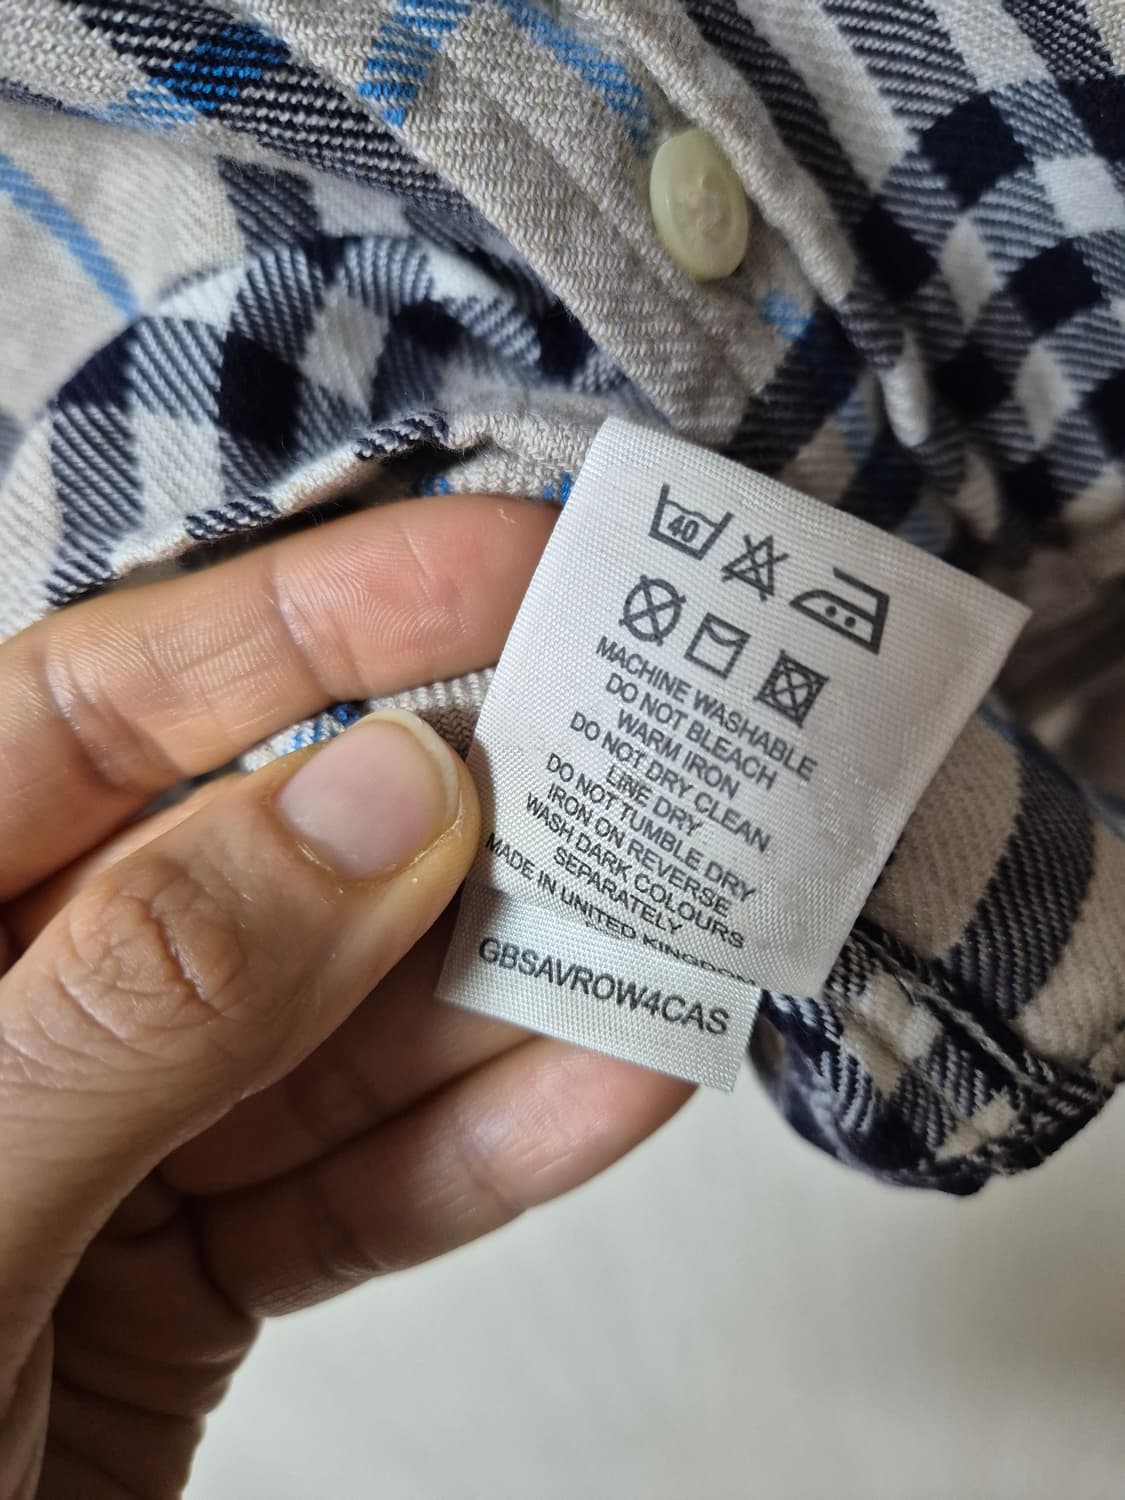 40
MACHINE WASHABLE
DO NOT BLEACH
WARM IRON
DO NOT DRY CLEAN
LINE DRY
DO NOT TUMBLE DRY
IRON ON REVERSE
WASH DARK COLOURS
SEPARATELY
MADE IN UNITED KINGDOM
GBSAVROW4CAS